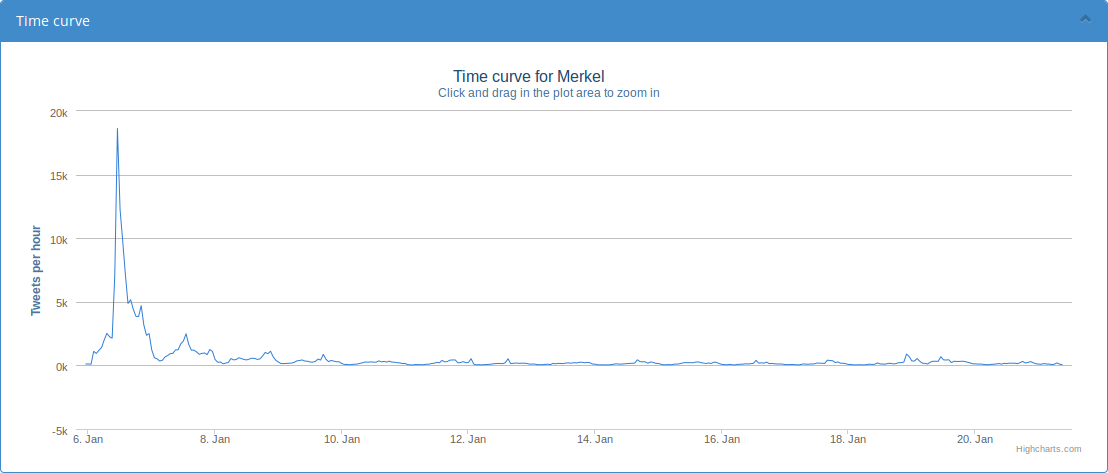 Time curve
Time curve for Merkel
Click and drag in the plot area to zoom in
Tweets per hour
20k
15k
10k
5k
0k
-5k
6. Jan
8. Jan
10. Jan
12. Jan
14. Jan
16. Jan
18. Jan
20. Jan
Highcharts.com